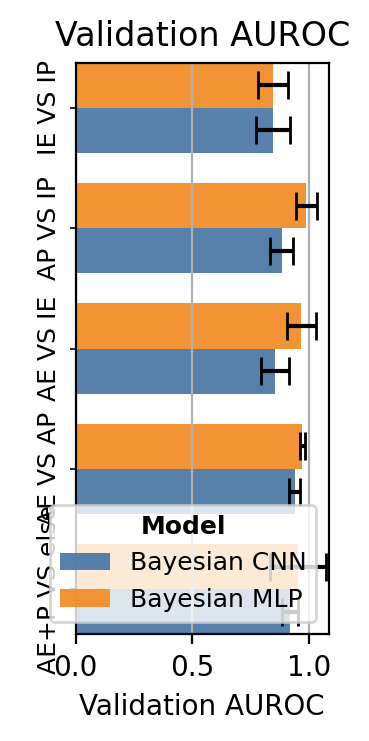 Validation AUROC
IE VS IP
AP VS IP
AE VS IE
AE VS AP
AE+P VS else
Model
Bayesian CNN
Bayesian MLP
0.0 0.5 1.0
Validation AUROC